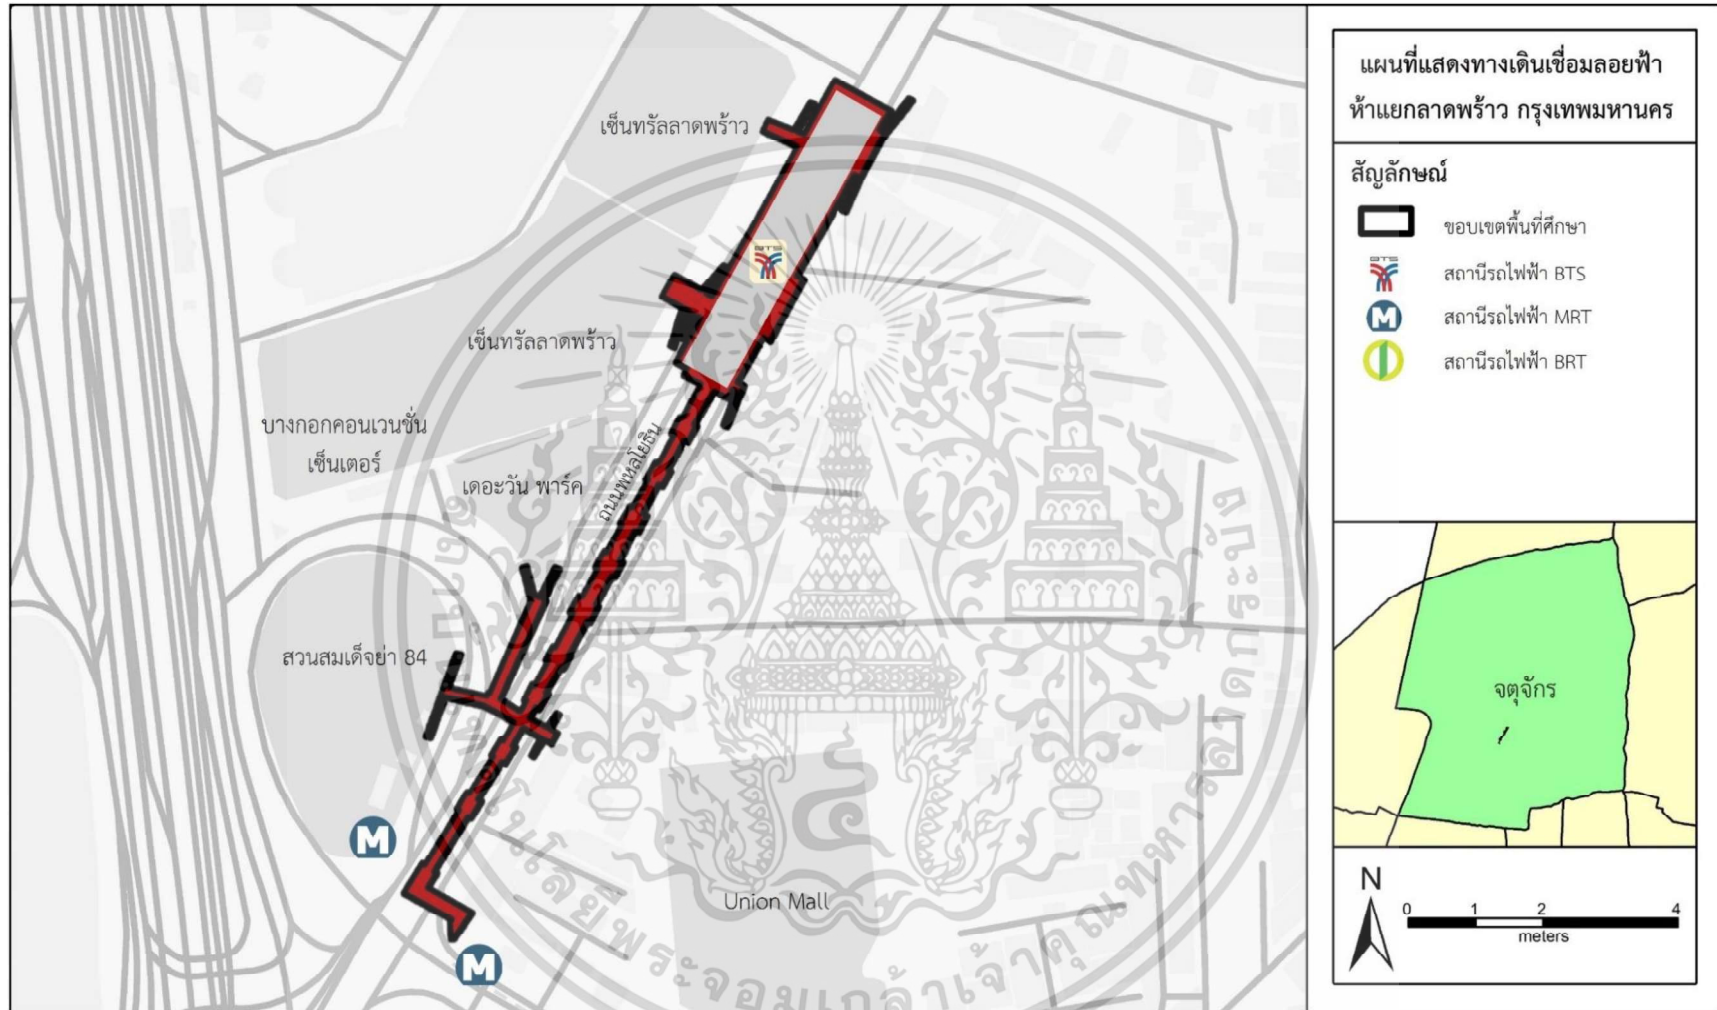 เซ็นทรัลลาดพร้าว
BTS
เซ็นทรัลลาดพร้าว
บางกอกคอนเวนชั่น
เซ็นเตอร์
เดอะวัน พาร์ค
ถนนพหลโยธิน
สวนสมเด็จย่า 84
M
M
Union Mall
แผนที่แสดงทางเดินเชื่อมลอยฟ้า
ห้าแยกลาดพร้าว กรุงเทพมหานคร
สัญลักษณ์
ขอบเขตพื้นที่ศึกษา
BTS
สถานีรถไฟฟ้า BTS
M
สถานีรถไฟฟ้า MRT
สถานีรถไฟฟ้า BRT
จตุจักร
N
0 1 2 4
meters